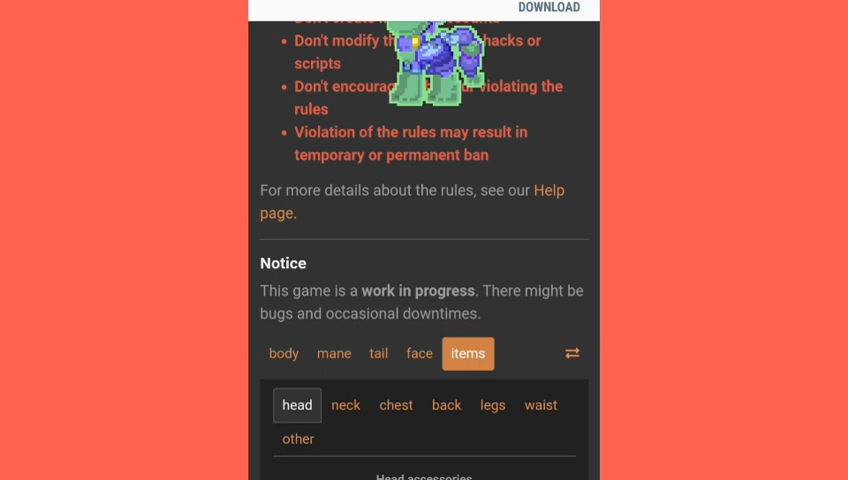 DOWNLOAD
Don't modify th hacks or
scripts
Don't encourag violating the
rules
Violation of the rules may result in
temporary or permanent ban
For more details about the rules, see our Help
page.
Notice
This game is a work in progress. There might be
bugs and occasional downtimes.
body mane tail face items
head neck chest back legs waist
other
Head accessories